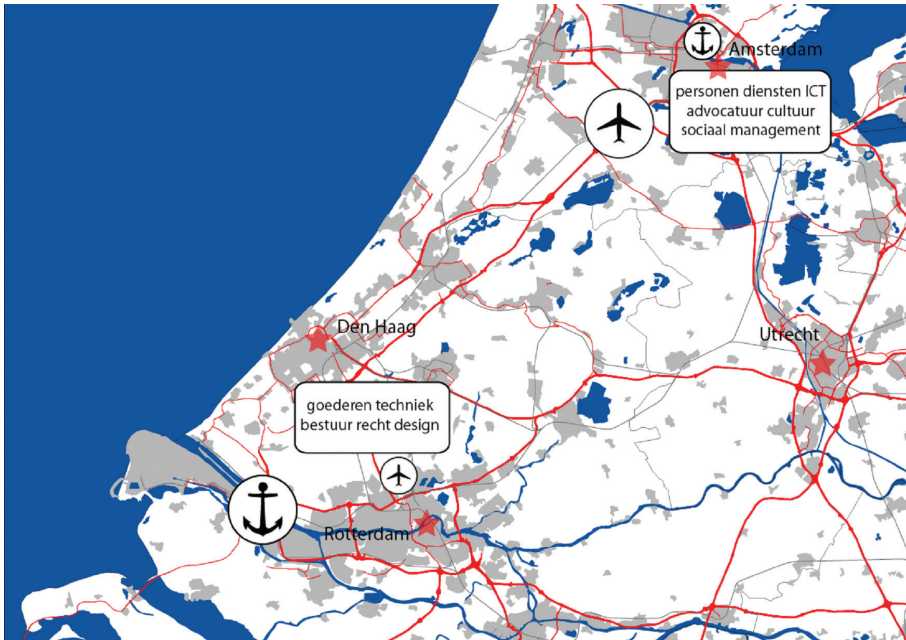 Amsterdam
personen diensten ICT
advocatuur cultuur
sociaal management
Den Haag
Utrecht
goederen techniek
bestuur recht design
Rotterdam